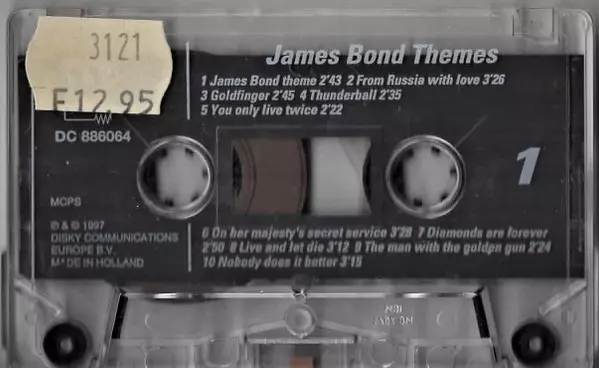 3121
F12,95
James Bond Themes
1 James Bond theme 2'43 2 From Russia with love 3'26
3 Goldfinger 2'45 4 Thunderball 2'35
5 You only live twice 2'22
DC 886064
1
MCPS
℗ & © 1997
DISKY COMMUNICATIONS
EUROPE B.V.
MADE IN HOLLAND
6 On her majesty's secret service 3'28 7 Diamonds are forever
2'50 8 Live and let die 3'12 9 The man with the golden gun 2'24
10 Nobody does it better 3'15